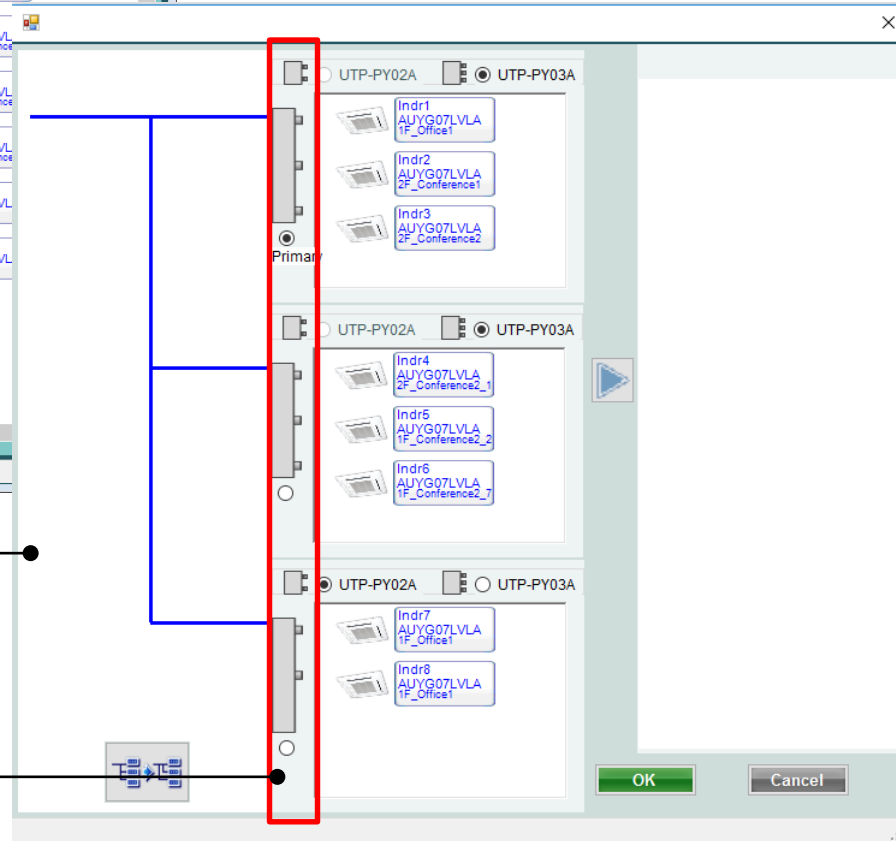 UTP-PY02A UTP-PY03A
Indr1
AUYG07LVLA
1F_Office1
Indr2
AUYG07LVLA
2F_Conference1
Indr3
AUYG07LVLA
2F_Conference2
Primary
UTP-PY02A UTP-PY03A
Indr4
AUYG07LVLA
2F_Conference2_1
Indr5
AUYG07LVLA
1F_Conference2_2
Indr6
AUYG07LVLA
1F_Conference2_7
UTP-PY02A UTP-PY03A
Indr7
AUYG07LVLA
1F_Office1
Indr8
AUYG07LVLA
1F_Office1
OK Cancel